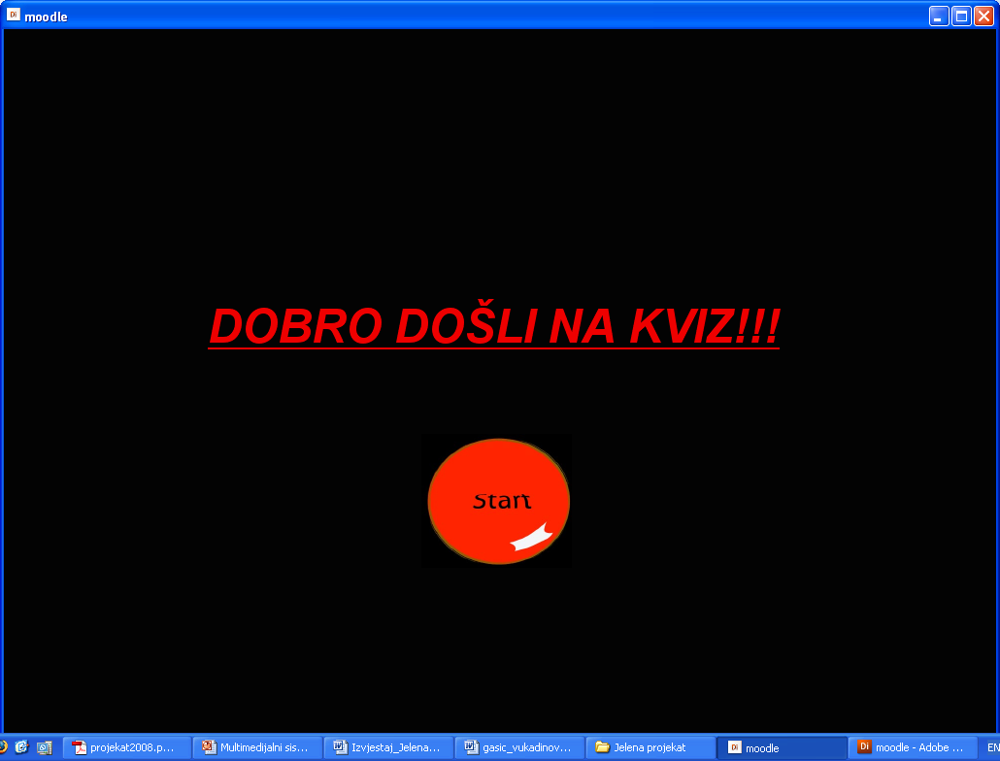 moodle
DOBRO DOŠLI NA KVIZ!!!
Start
projekat2008.p...
Multimedijalni sis...
Izvjestaj_Jelena...
gasic_vukadinov...
Jelena projekat
moodle
moodle - Adobe ...
EN